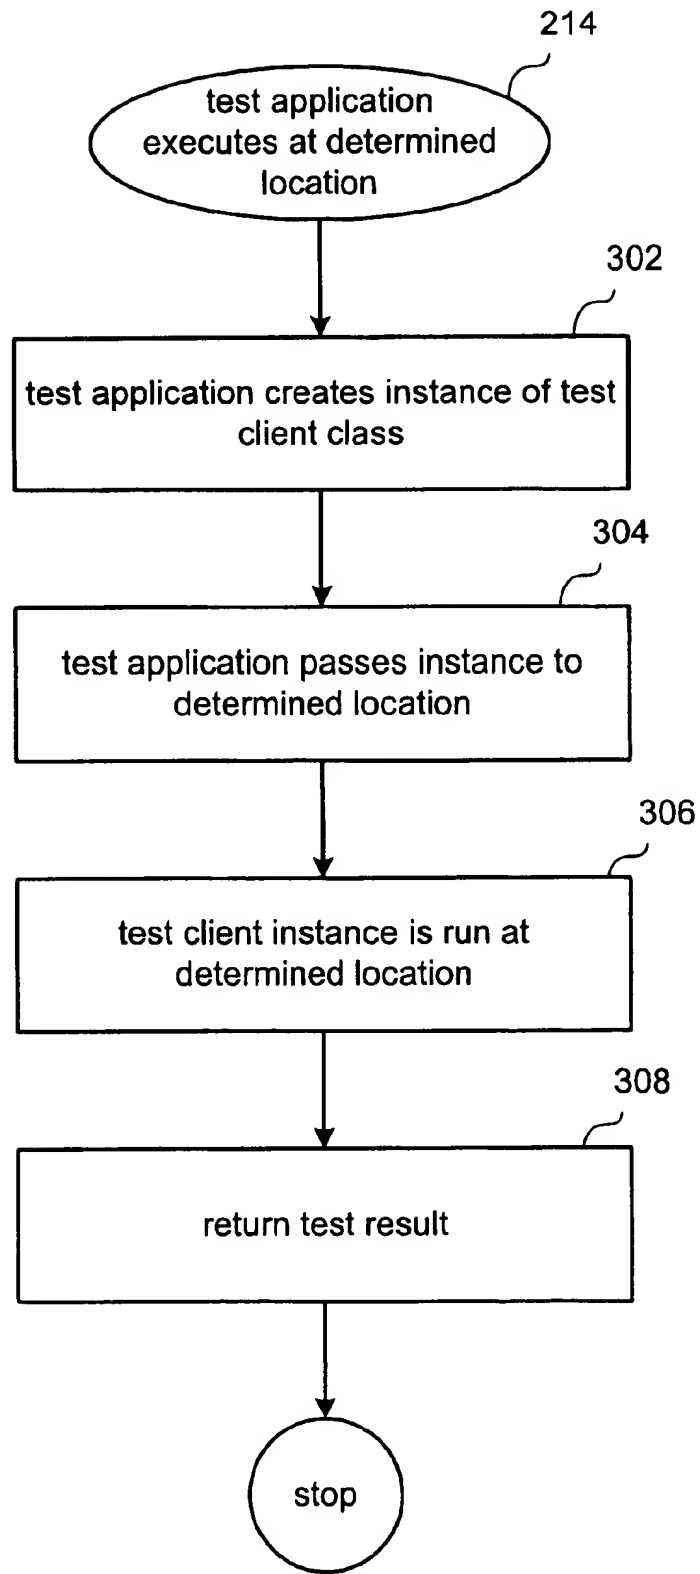 214
test application
executes at determined
location
302
test application creates instance of test
client class
304
test application passes instance to
determined location
306
test client instance is run at
determined location
308
return test result
stop